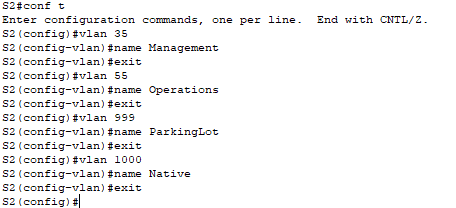 S2#conf t
Enter configuration commands, one per line.  End with CNTL/Z.
S2(config)#vlan 35
S2(config-vlan)#name Management
S2(config-vlan)#exit
S2(config)#vlan 55
S2(config-vlan)#name Operations
S2(config-vlan)#exit
S2(config)#vlan 999
S2(config-vlan)#name ParkingLot
S2(config-vlan)#exit
S2(config)#vlan 1000
S2(config-vlan)#name Native
S2(config-vlan)#exit
S2(config)#